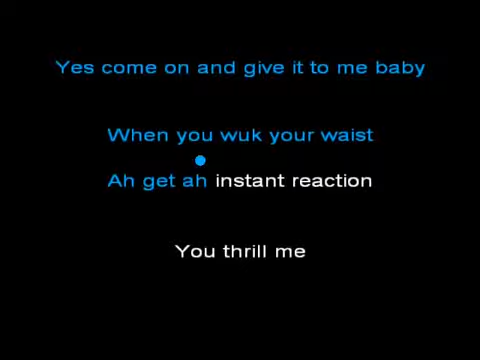 Yes come on and give it to me baby
When you wuk your waist
Ah get ah instant reaction
You thrill me